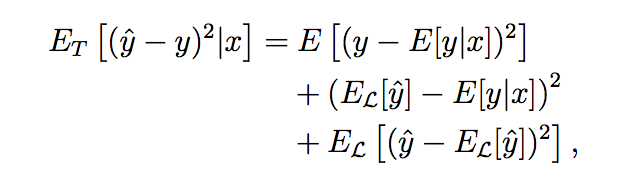 E_T [(ŷ − y)²|x] = E [(y − E[y|x])²]
+ (E_ℒ[ŷ] − E[y|x])²
+ E_ℒ [(ŷ − E_ℒ[ŷ])²] ,